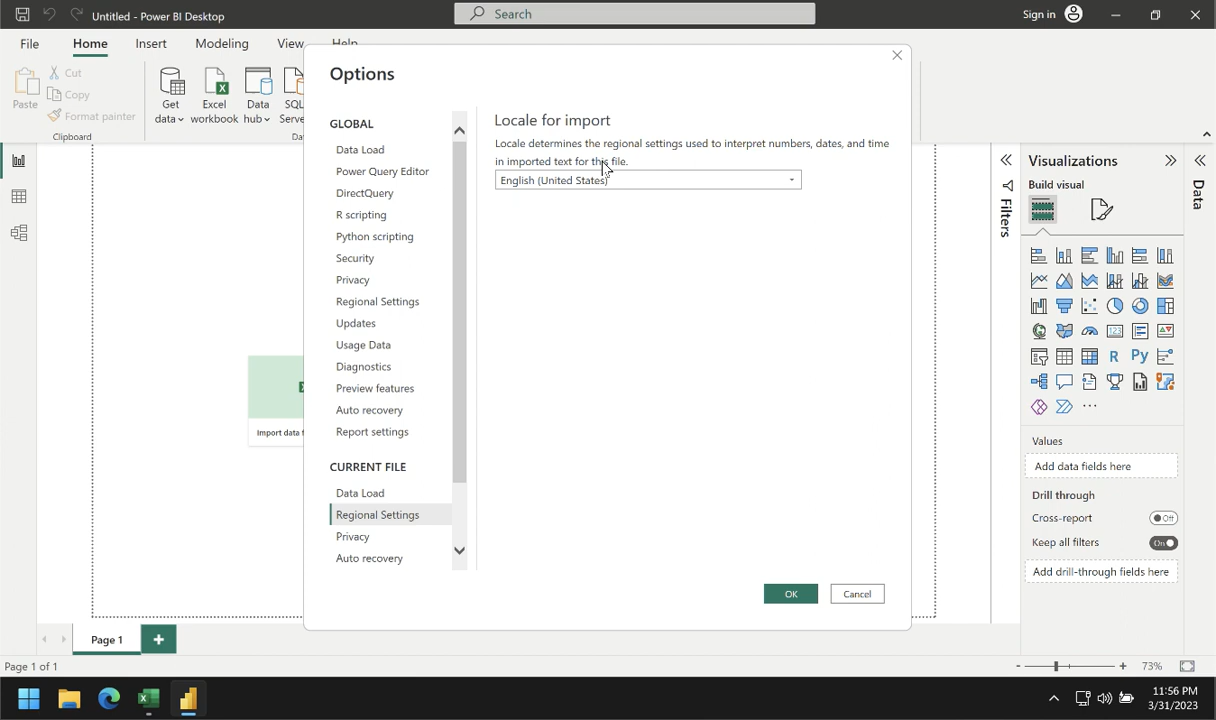 Untitled - Power BI Desktop
Search
Sign in
File
Home
Insert
Modeling
View
Help
Paste
Cut
Copy
Format painter
Clipboard
Get
data
Excel
workbook
Data
hub
SQL
Serve
Da
Options
GLOBAL
Data Load
Power Query Editor
DirectQuery
R scripting
Python scripting
Security
Privacy
Regional Settings
Updates
Usage Data
Diagnostics
Preview features
Auto recovery
Report settings
CURRENT FILE
Data Load
Regional Settings
Privacy
Auto recovery
Locale for import
Locale determines the regional settings used to interpret numbers, dates, and time
in imported text for this file.
English (United States)
OK
Cancel
Import data f
Filters
Visualizations
Build visual
123
R
Py
Values
Add data fields here
Drill through
Cross-report
Off
Keep all filters
On
Add drill-through fields here
Data
Page 1
Page 1 of 1
- + 73%
11:56 PM
3/31/2023